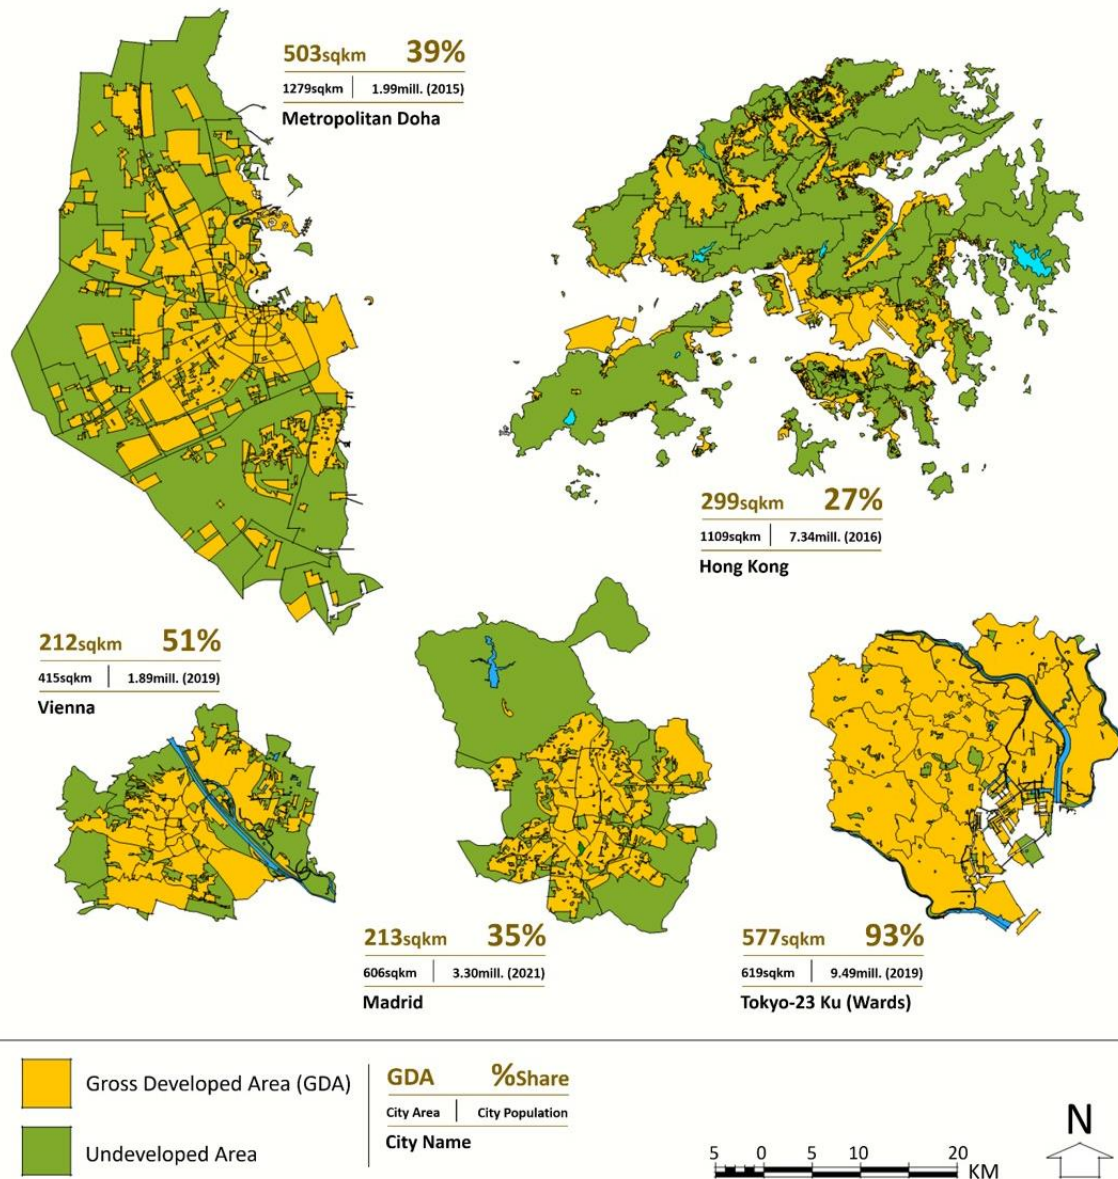 503sqkm 39%
1279sqkm 1.99mill. (2015)
Metropolitan Doha
299sqkm 27%
1109sqkm 7.34mill. (2016)
Hong Kong
212sqkm 51%
415sqkm 1.89mill. (2019)
Vienna
213sqkm 35%
606sqkm 3.30mill. (2021)
Madrid
577sqkm 93%
619sqkm 9.49mill. (2019)
Tokyo-23 Ku (Wards)
Gross Developed Area (GDA)
Undeveloped Area
GDA %Share
City Area City Population
City Name
5 0 5 10 20
KM
N